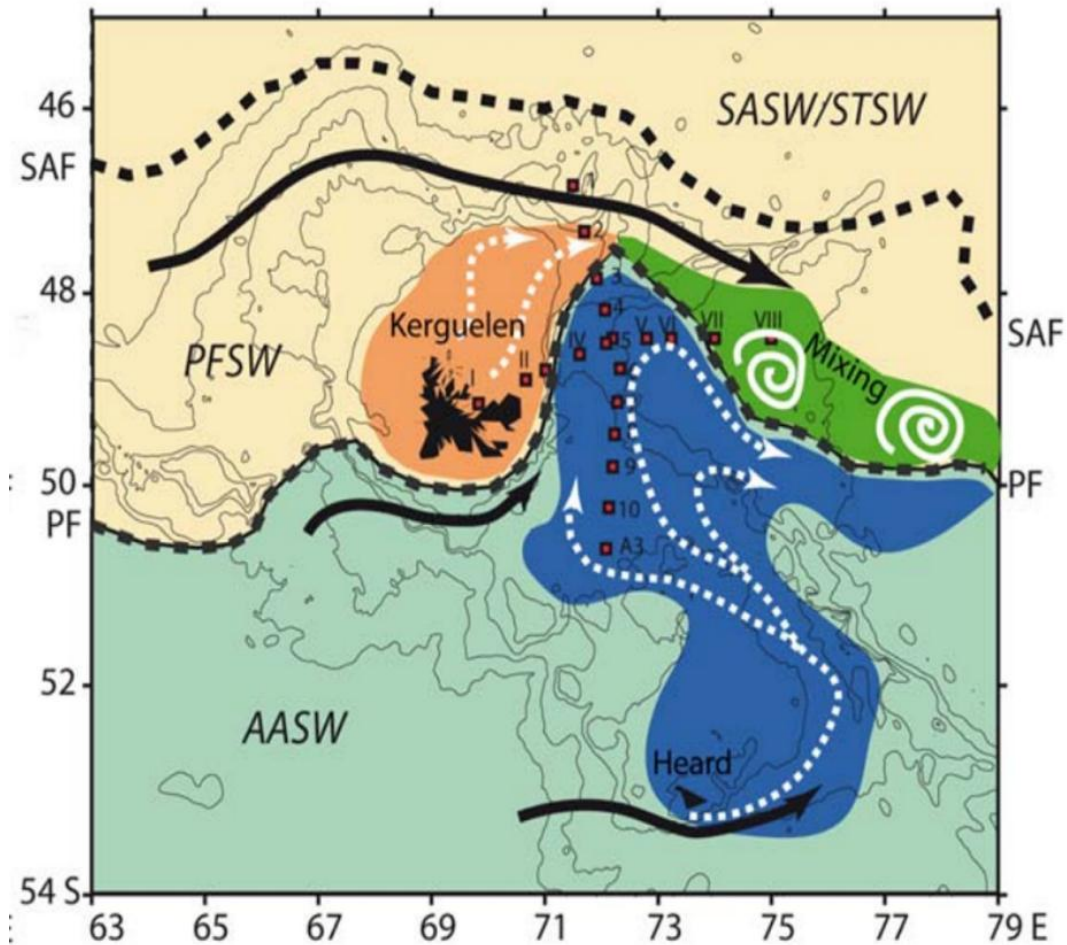 46
SASW/STSW
SAF
1
2
48
3
4
Kerguelen
V VI VII VIII
5
SAF
PFSW
IV
Mixing
II
I
9
50
PF
10
PF
A3
52
AASW
Heard
54 S
63 65 67 69 71 73 75 77 79 E